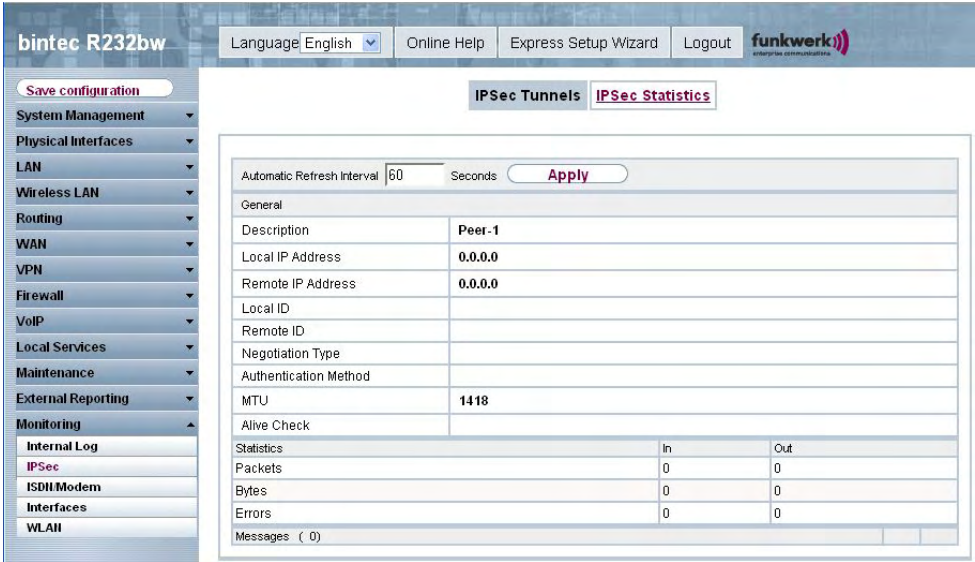 bintec R232bw
Language English
Online Help
Express Setup Wizard
Logout
funkwerk
enterprise communications
Save configuration
System Management
Physical Interfaces
LAN
Wireless LAN
Routing
WAN
VPN
Firewall
VoIP
Local Services
Maintenance
External Reporting
Monitoring
Internal Log
IPSec
ISDN/Modem
Interfaces
WLAN
IPSec Tunnels IPSec Statistics
Automatic Refresh Interval 60 Seconds Apply
General
Description Peer-1
Local IP Address 0.0.0.0
Remote IP Address 0.0.0.0
Local ID
Remote ID
Negotiation Type
Authentication Method
MTU 1418
Alive Check
Statistics In Out
Packets 0 0
Bytes 0 0
Errors 0 0
Messages ( 0)